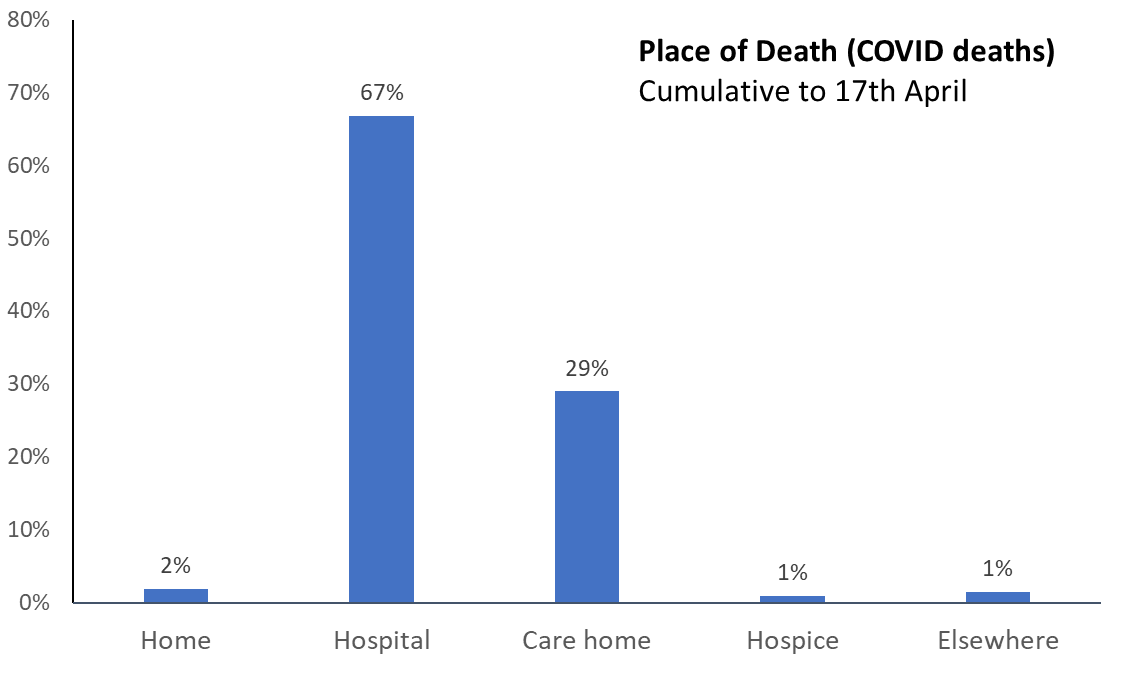 80%
Place of Death (COVID deaths)
Cumulative to 17th April
70%
67%
60%
50%
40%
29%
30%
20%
10%
2%
1%
1%
0%
Home
Hospital
Care home
Hospice
Elsewhere